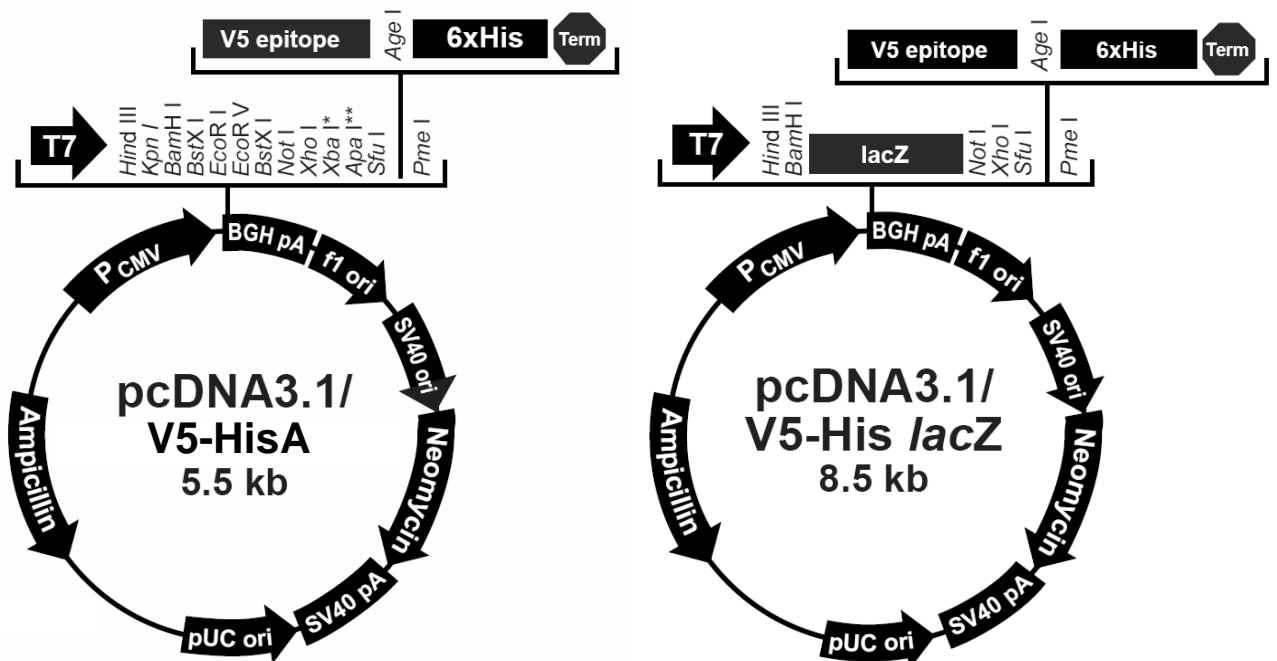 V5 epitope Age I 6xHis Term
T7 Hind III Kpn I BamH I BstX I EcoR I EcoR V BstX I Not I Xho I Xba I* Apa I** Sfu I Pme I
PCMV BGH pA f1 ori
SV40 ori
pcDNA3.1/
V5-HisA
5.5 kb
Ampicillin Neomycin
pUC ori SV40 pA
V5 epitope Age I 6xHis Term
T7 Hind III BamH I lacZ Not I Xho I Sfu I Pme I
PCMV BGH pA f1 ori
SV40 ori
pcDNA3.1/
V5-His lacZ
8.5 kb
Ampicillin Neomycin
pUC ori SV40 pA